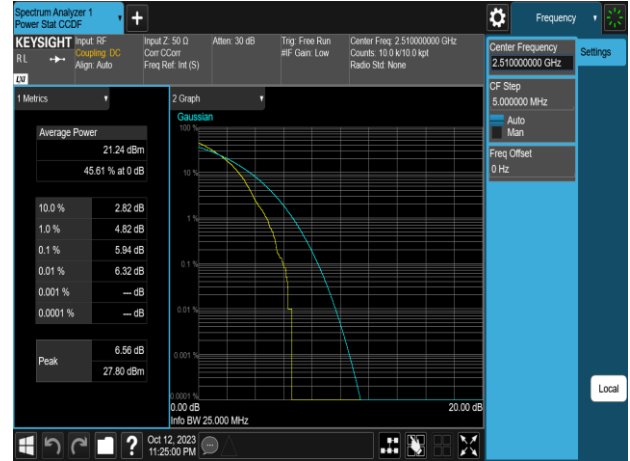 Spectrum Analyzer 1
Power Stat CCDF
+
Frequency
KEYSIGHT
Input: RF
Input Z: 50 Ω
Atten: 30 dB
Trig: Free Run
Center Freq: 2.510000000 GHz
RL
Coupling: DC
Corr CCorr
#IF Gain: Low
Counts: 10.0 k/10.0 kpt
Align: Auto
Freq Ref: Int (S)
Radio Std: None
LXI
Center Frequency
2.510000000 GHz
Settings
CF Step
5.000000 MHz
Auto
Man
Freq Offset
0 Hz
Local
1 Metrics
Average Power
21.24 dBm
45.61 % at 0 dB
10.0 % 2.82 dB
1.0 % 4.82 dB
0.1 % 5.94 dB
0.01 % 6.32 dB
0.001 % --- dB
0.0001 % --- dB
Peak
6.56 dB
27.80 dBm
2 Graph
Gaussian
100 %
10 %
1 %
0.1 %
0.01 %
0.001 %
0.0001 %
0.00 dB 20.00 dB
Info BW 25.000 MHz
?
Oct 12, 2023
11:25:00 PM